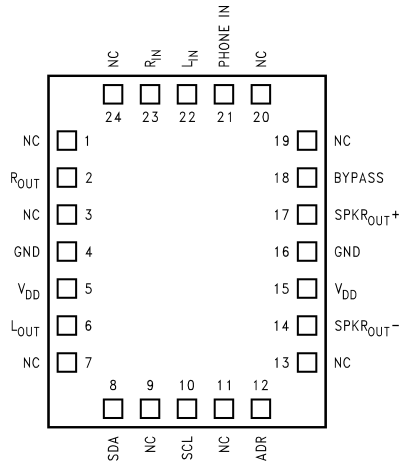 NC R_IN L_IN PHONE IN NC
24 23 22 21 20
NC 1 19 NC
R_OUT 2 18 BYPASS
NC 3 17 SPKR_OUT+
GND 4 16 GND
V_DD 5 15 V_DD
L_OUT 6 14 SPKR_OUT−
NC 7 13 NC
8 9 10 11 12
SDA NC SCL NC ADR